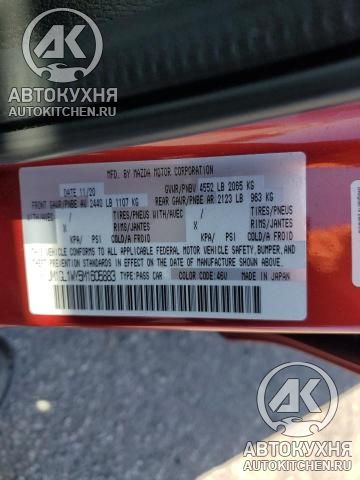 АК
АВТОКУХНЯ
AUTOKITCHEN.RU
MFD. BY MAZDA MOTOR CORPORATION
DATE 11/20 GVWR/PNBV 4552 LB 2065 KG
FRONT GAWR/PNBE AV 2440 LB 1107 KG REAR GAWR/PNBE AR 2123 LB 963 KG
WITH/AVEC / TIRES/PNEUS WITH/AVEC / TIRES/PNEUS
X RIMS/JANTES X RIMS/JANTES
KPA/ PSI COLD/A FROID KPA/ PSI COLD/A FROID
THIS VEHICLE CONFORMS TO ALL APPLICABLE FEDERAL MOTOR VEHICLE SAFETY, BUMPER, AND
THEFT PREVENTION STANDARDS IN EFFECT ON THE DATE OF MANUFACTURE SHOWN ABOVE.
TYPE:PASS CAR COLOR CODE:46V MADE IN JAPAN
АК
АВТОКУХНЯ
AUTOKITCHEN.RU